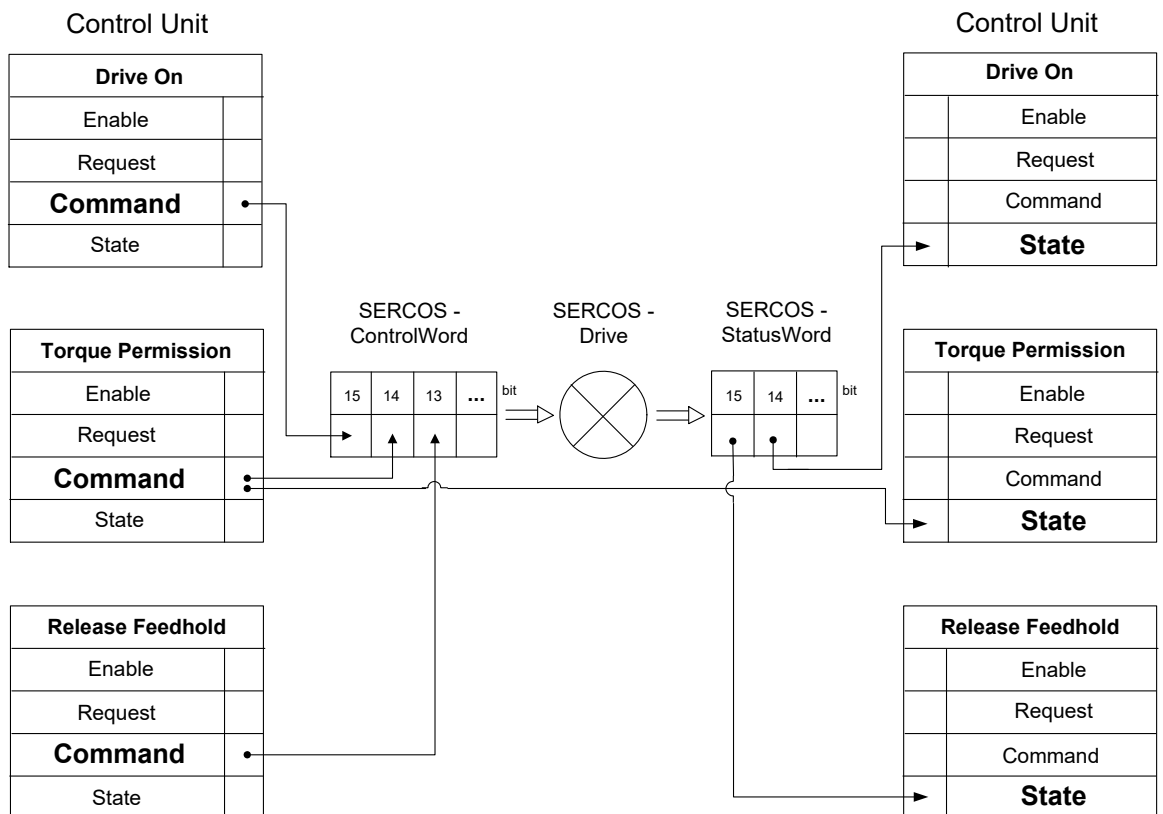 Control Unit
Drive On
Enable
Request
Command
State
Torque Permission
Enable
Request
Command
State
Release Feedhold
Enable
Request
Command
State
SERCOS -
ControlWord
15 14 13 ... bit
SERCOS -
Drive
SERCOS -
StatusWord
15 14 ... bit
Control Unit
Drive On
Enable
Request
Command
State
Torque Permission
Enable
Request
Command
State
Release Feedhold
Enable
Request
Command
State